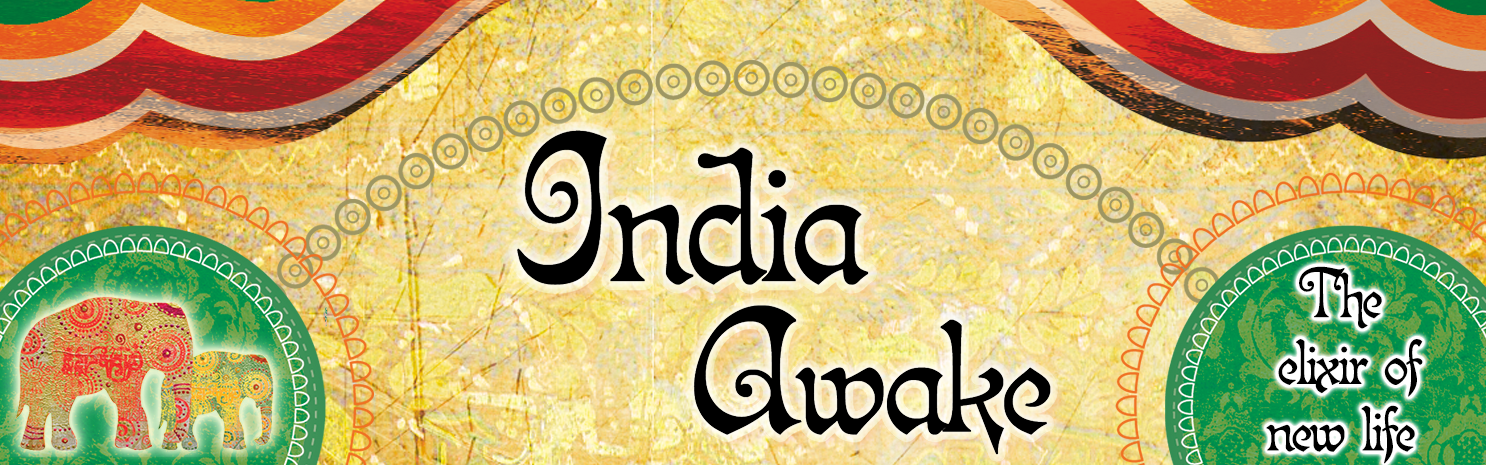 India
Awake
The
elixir of
new life